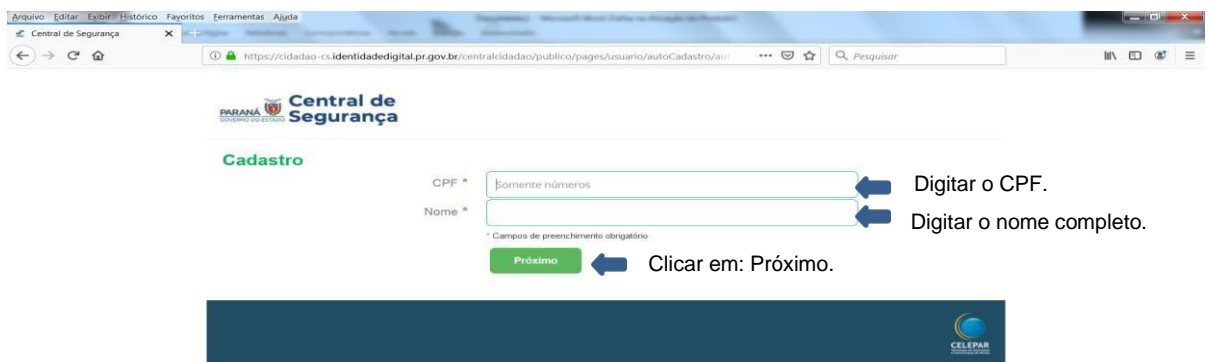 Arquivo Editar Exibir Histórico Favoritos Ferramentas Ajuda
Central de Segurança
https://cidadao-cs.identidadedigital.pr.gov.br/centralcidadao/publico/pages/usuario/autoCadastro/au
Pesquisar
PARANÁ
GOVERNO DO ESTADO
Central de
Segurança
Cadastro
CPF * Somente números Digitar o CPF.
Nome * Digitar o nome completo.
* Campos de preenchimento obrigatório
Próximo Clicar em: Próximo.
CELEPAR